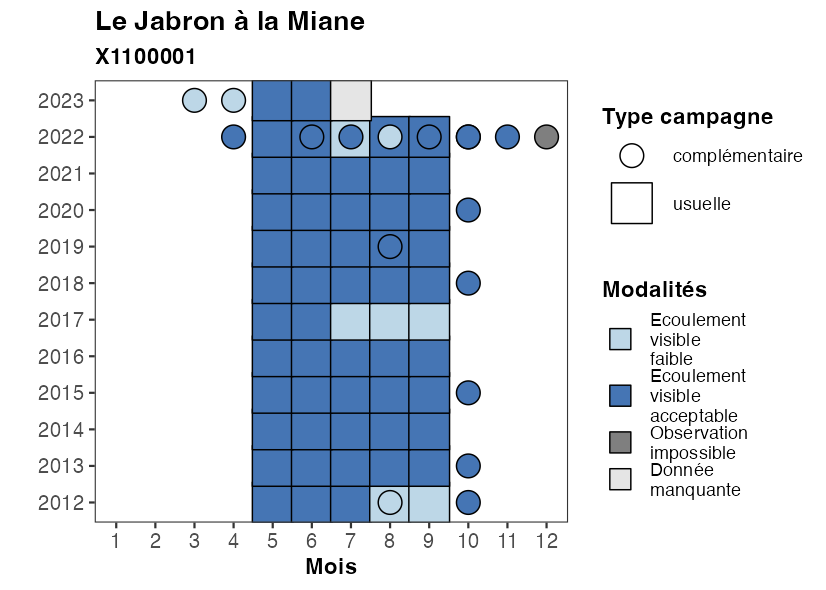 Le Jabron à la Miane
X1100001
2023
2022
2021
2020
2019
2018
2017
2016
2015
2014
2013
2012
1 2 3 4 5 6 7 8 9 10 11 12
Mois
Type campagne
complémentaire
usuelle
Modalités
Ecoulement
visible
faible
Ecoulement
visible
acceptable
Observation
impossible
Donnée
manquante